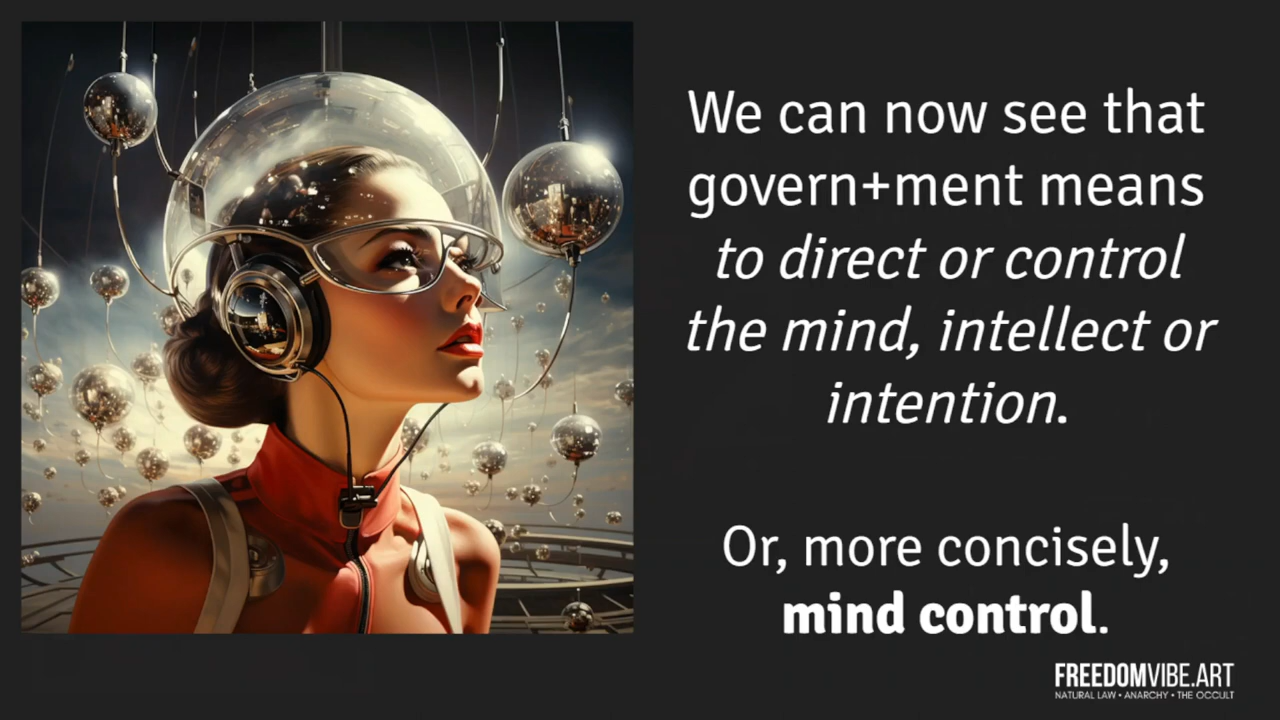 We can now see that
govern+ment means
to direct or control
the mind, intellect or
intention.
Or, more concisely,
mind control.
FREEDOMVIBE.ART
NATURAL LAW • ANARCHY • THE OCCULT